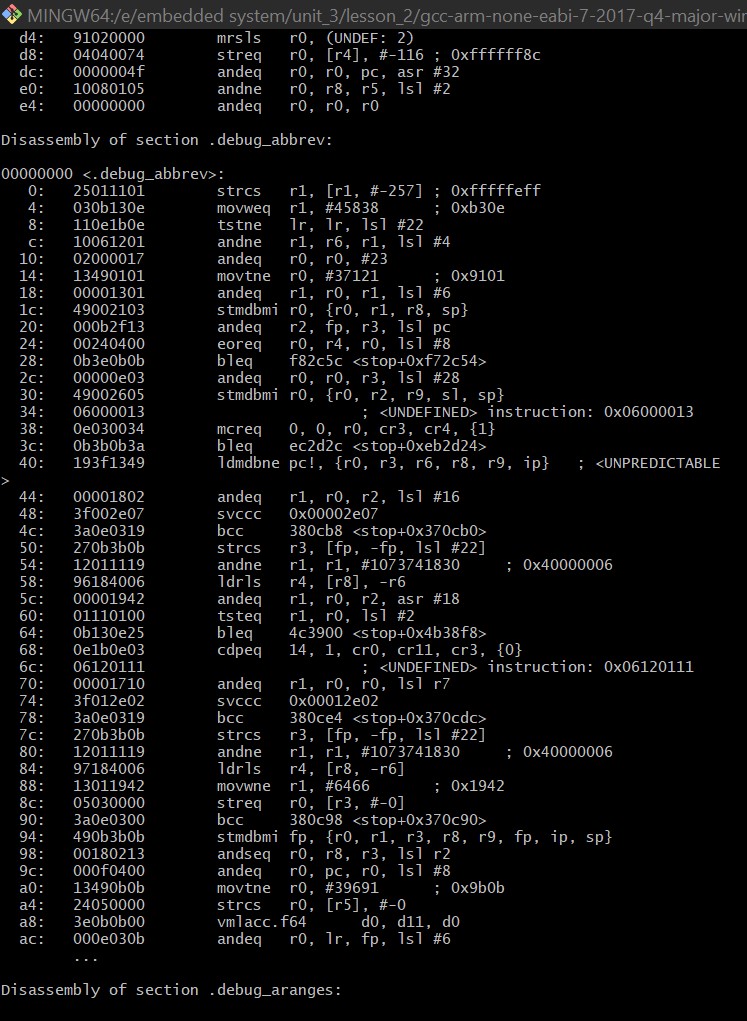 MINGW64:/e/embedded system/unit_3/lesson_2/gcc-arm-none-eabi-7-2017-q4-major-win
d4: 91020000 mrsls r0, (UNDEF: 2)
d8: 04040074 streq r0, [r4], #-116 ; 0xffffff8c
dc: 0000004f andeq r0, r0, pc, asr #32
e0: 10080105 andne r0, r8, r5, lsl #2
e4: 00000000 andeq r0, r0, r0
Disassembly of section .debug_abbrev:
00000000 <.debug_abbrev>:
0: 25011101 strcs r1, [r1, #-257] ; 0xfffffeff
4: 030b130e movweq r1, #45838 ; 0xb30e
8: 110e1b0e tstne lr, lr, lsl #22
c: 10061201 andne r1, r6, r1, lsl #4
10: 02000017 andeq r0, r0, #23
14: 13490101 movtne r0, #37121 ; 0x9101
18: 00001301 andeq r1, r0, r1, lsl #6
1c: 49002103 stmdbmi r0, {r0, r1, r8, sp}
20: 000b2f13 andeq r2, fp, r3, lsl pc
24: 00240400 eoreq r0, r4, r0, lsl #8
28: 0b3e0b0b bleq f82c5c <stop+0xf72c54>
2c: 00000e03 andeq r0, r0, r3, lsl #28
30: 49002605 stmdbmi r0, {r0, r2, r9, sl, sp}
34: 06000013 ; <UNDEFINED> instruction: 0x06000013
38: 0e030034 mcreq 0, 0, r0, cr3, cr4, {1}
3c: 0b3b0b3a bleq ec2d2c <stop+0xeb2d24>
40: 193f1349 ldmdbne pc!, {r0, r3, r6, r8, r9, ip} ; <UNPREDICTABLE
>
44: 00001802 andeq r1, r0, r2, lsl #16
48: 3f002e07 svccc 0x00002e07
4c: 3a0e0319 bcc 380cb8 <stop+0x370cb0>
50: 270b3b0b strcs r3, [fp, -fp, lsl #22]
54: 12011119 andne r1, r1, #1073741830 ; 0x40000006
58: 96184006 ldrls r4, [r8], -r6
5c: 00001942 andeq r1, r0, r2, asr #18
60: 01110100 tsteq r1, r0, lsl #2
64: 0b130e25 bleq 4c3900 <stop+0x4b38f8>
68: 0e1b0e03 cdpeq 14, 1, cr0, cr11, cr3, {0}
6c: 06120111 ; <UNDEFINED> instruction: 0x06120111
70: 00001710 andeq r1, r0, r0, lsl r7
74: 3f012e02 svccc 0x00012e02
78: 3a0e0319 bcc 380ce4 <stop+0x370cdc>
7c: 270b3b0b strcs r3, [fp, -fp, lsl #22]
80: 12011119 andne r1, r1, #1073741830 ; 0x40000006
84: 97184006 ldrls r4, [r8, -r6]
88: 13011942 movwne r1, #6466 ; 0x1942
8c: 05030000 streq r0, [r3, #-0]
90: 3a0e0300 bcc 380c98 <stop+0x370c90>
94: 490b3b0b stmdbmi fp, {r0, r1, r3, r8, r9, fp, ip, sp}
98: 00180213 andseq r0, r8, r3, lsl r2
9c: 000f0400 andeq r0, pc, r0, lsl #8
a0: 13490b0b movtne r0, #39691 ; 0x9b0b
a4: 24050000 strcs r0, [r5], #-0
a8: 3e0b0b00 vmlacc.f64 d0, d11, d0
ac: 000e030b andeq r0, lr, fp, lsl #6
...
Disassembly of section .debug_aranges: